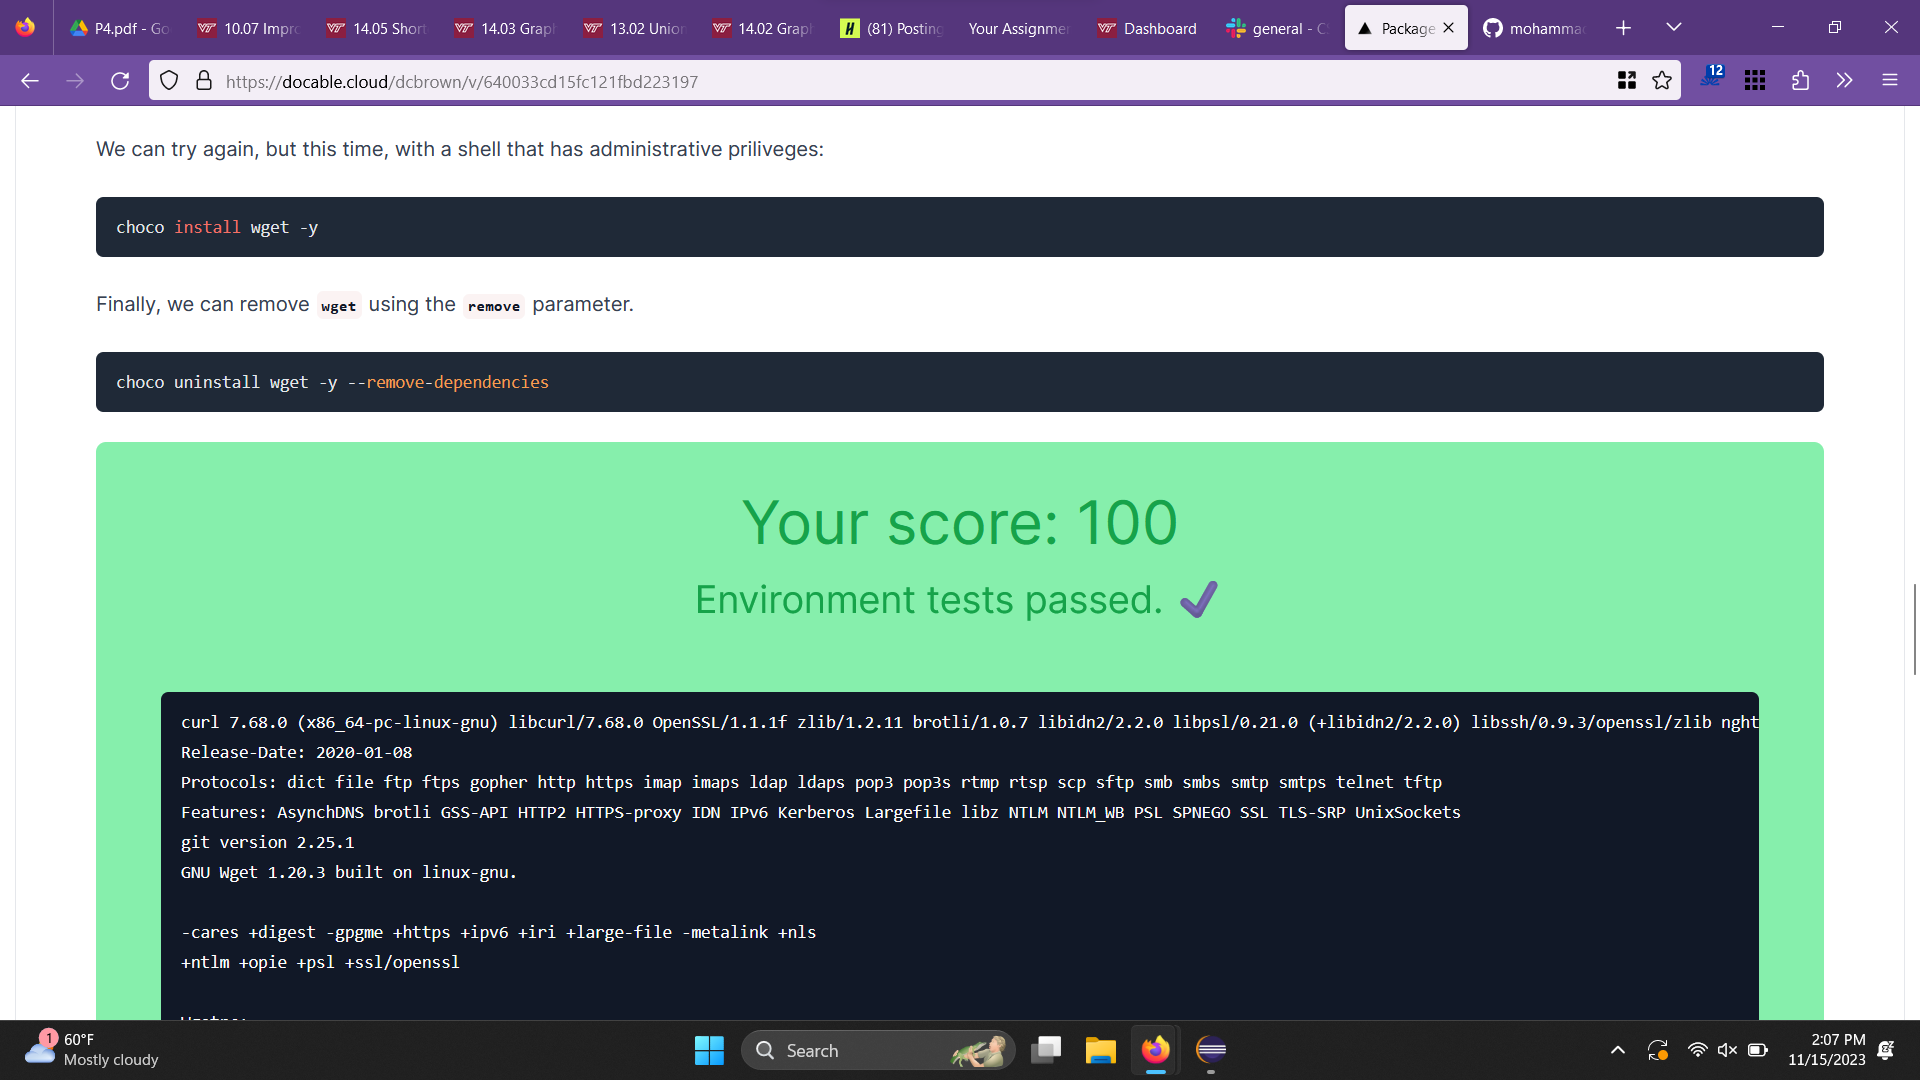 P4.pdf - Go
10.07 Impro
14.05 Short
14.03 Graph
13.02 Union
14.02 Graph
(81) Posting
Your Assignmen
Dashboard
general - C
Package
mohammad
https://docable.cloud/dcbrown/v/640033cd15fc121fbd223197
12
We can try again, but this time, with a shell that has administrative priliveges:
choco install wget -y
Finally, we can remove wget using the remove parameter.
choco uninstall wget -y --remove-dependencies
Your score: 100
Environment tests passed. ✔
curl 7.68.0 (x86_64-pc-linux-gnu) libcurl/7.68.0 OpenSSL/1.1.1f zlib/1.2.11 brotli/1.0.7 libidn2/2.2.0 libpsl/0.21.0 (+libidn2/2.2.0) libssh/0.9.3/openssl/zlib nght
Release-Date: 2020-01-08
Protocols: dict file ftp ftps gopher http https imap imaps ldap ldaps pop3 pop3s rtmp rtsp scp sftp smb smbs smtp smtps telnet tftp
Features: AsynchDNS brotli GSS-API HTTP2 HTTPS-proxy IDN IPv6 Kerberos Largefile libz NTLM NTLM_WB PSL SPNEGO SSL TLS-SRP UnixSockets
git version 2.25.1
GNU Wget 1.20.3 built on linux-gnu.
-cares +digest -gpgme +https +ipv6 +iri +large-file -metalink +nls
+ntlm +opie +psl +ssl/openssl
1
60°F
Mostly cloudy
Search
2:07 PM
11/15/2023